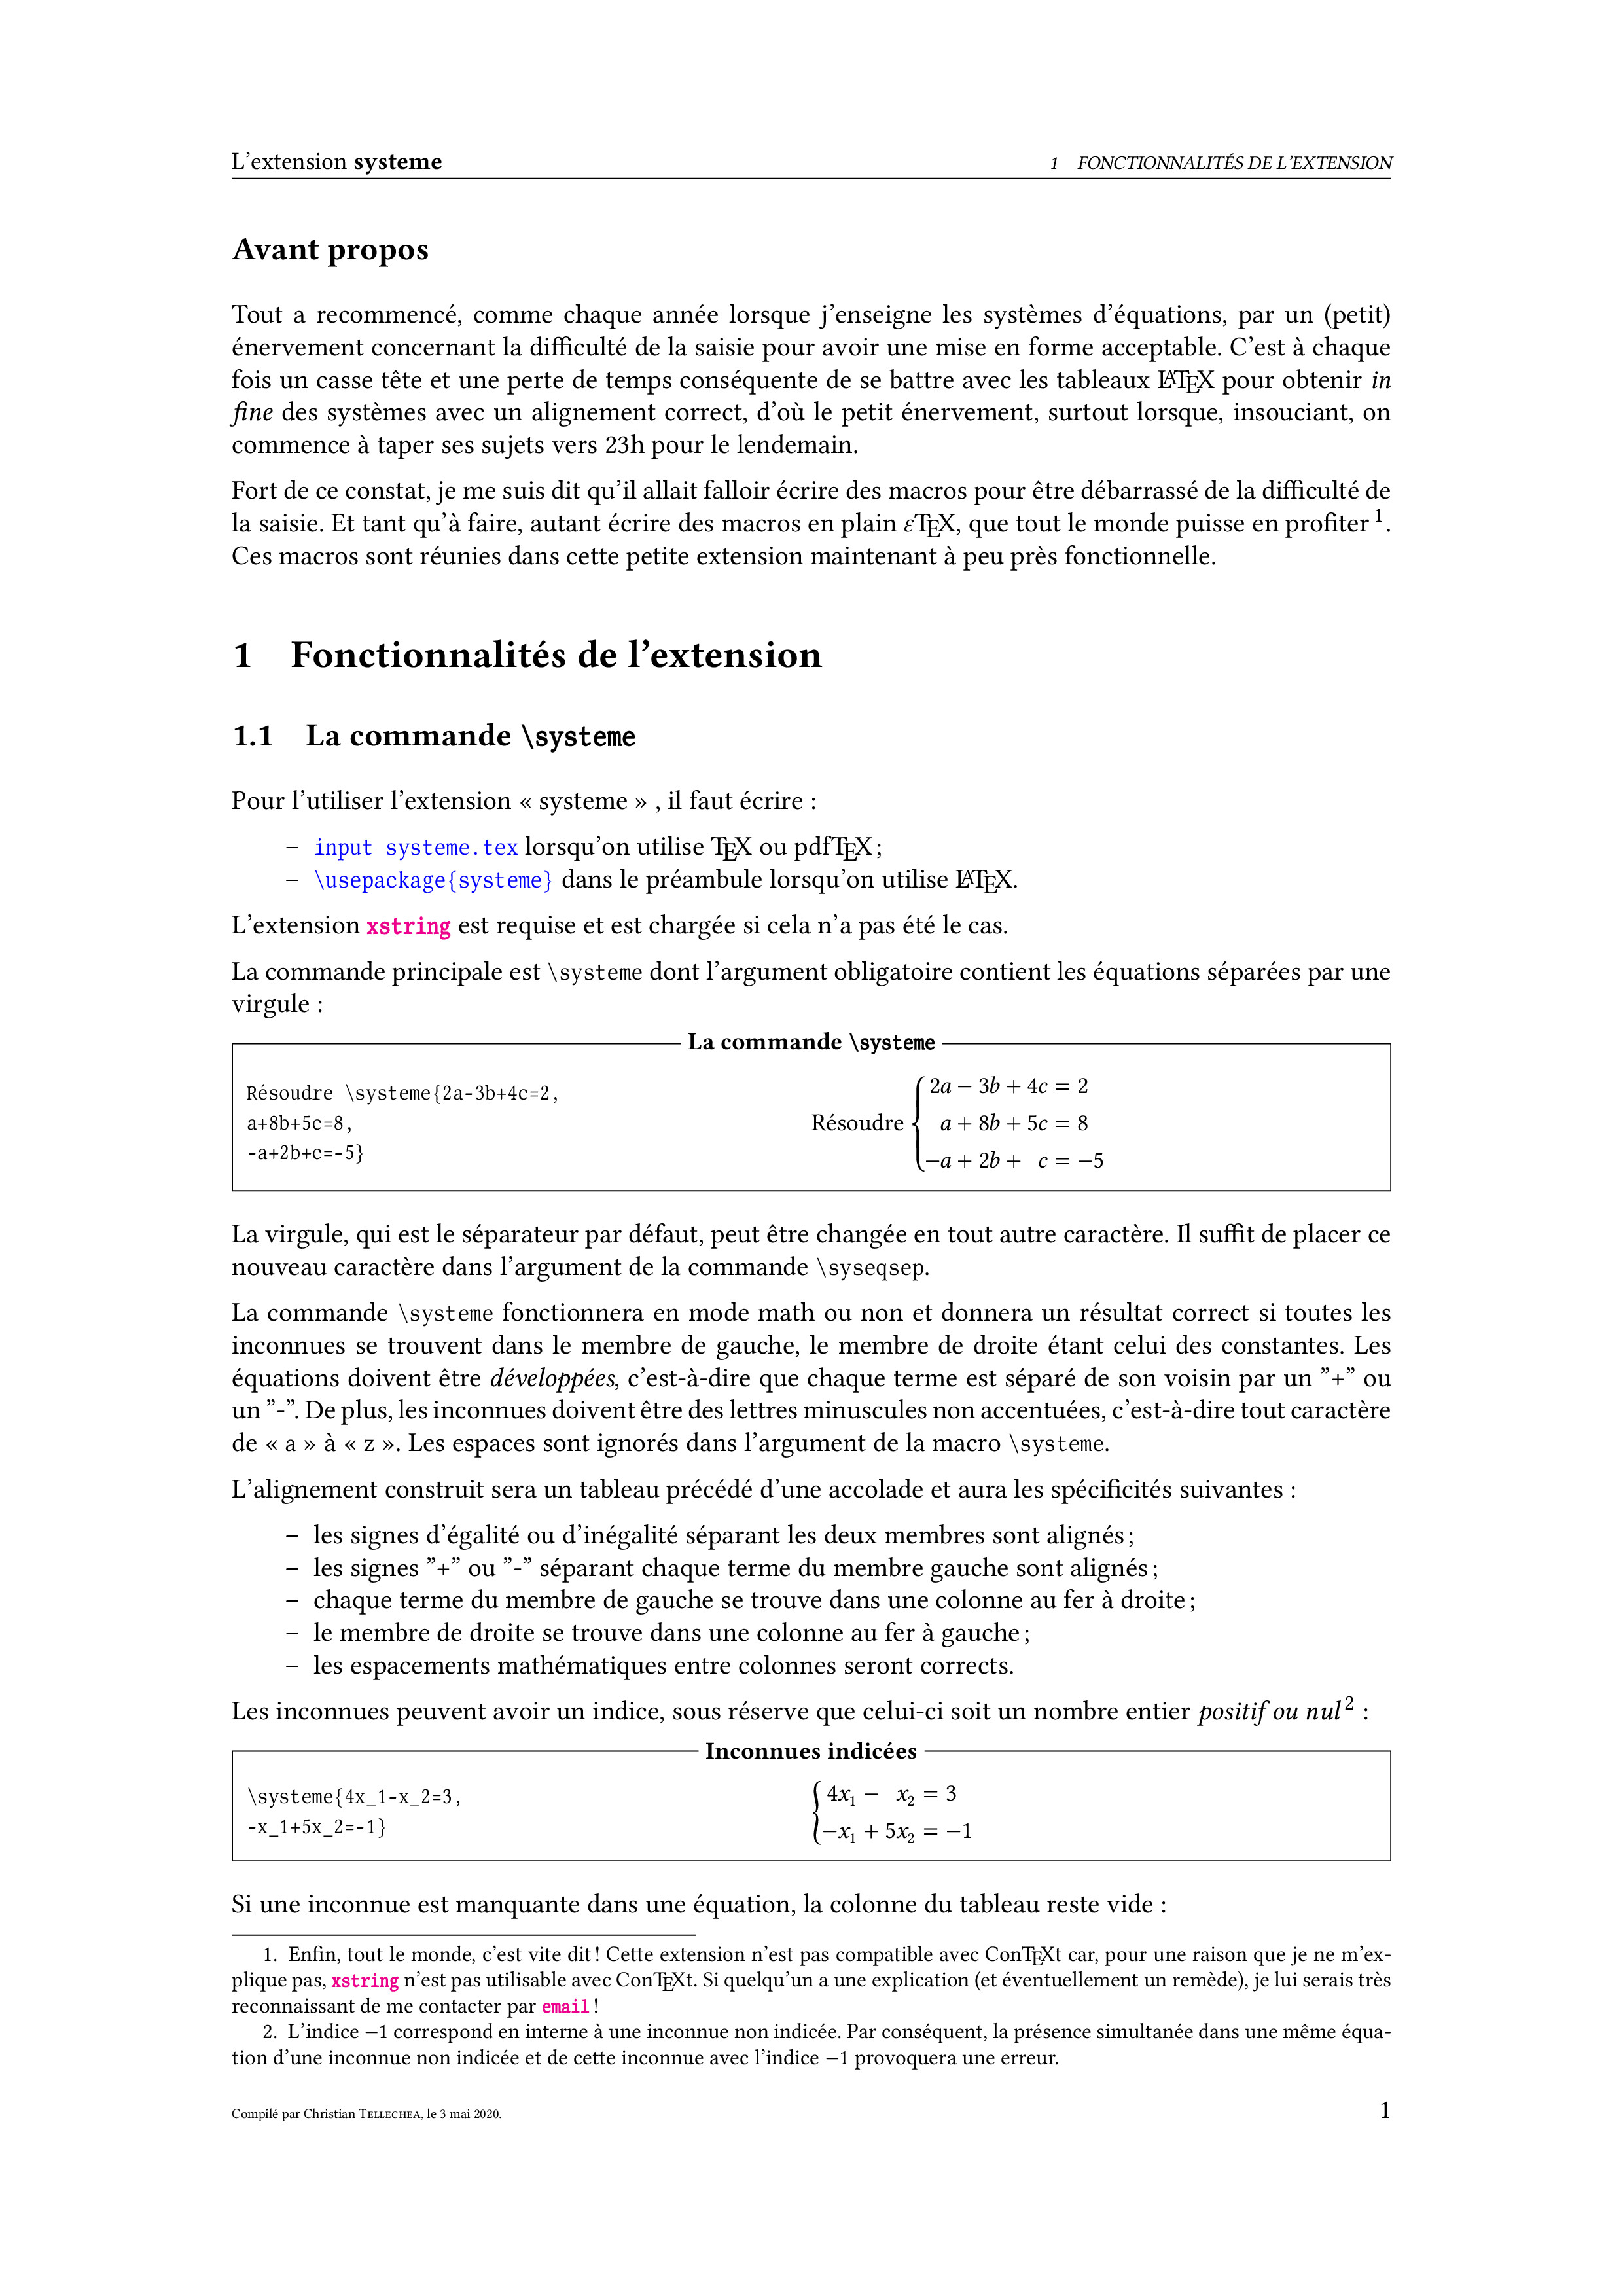 L'extension systeme
1 FONCTIONNALITÉS DE L'EXTENSION
Avant propos
Tout a recommencé, comme chaque année lorsque j'enseigne les systèmes d'équations, par un (petit)
énervement concernant la difficulté de la saisie pour avoir une mise en forme acceptable. C'est à chaque
fois un casse tête et une perte de temps conséquente de se battre avec les tableaux LATEX pour obtenir in
fine des systèmes avec un alignement correct, d'où le petit énervement, surtout lorsque, insouciant, on
commence à taper ses sujets vers 23h pour le lendemain.
Fort de ce constat, je me suis dit qu'il allait falloir écrire des macros pour être débarrassé de la difficulté de
la saisie. Et tant qu'à faire, autant écrire des macros en plain εTEX, que tout le monde puisse en profiter 1.
Ces macros sont réunies dans cette petite extension maintenant à peu près fonctionnelle.
1 Fonctionnalités de l'extension
1.1 La commande \systeme
Pour l'utiliser l'extension « systeme » , il faut écrire :
– input systeme.tex lorsqu'on utilise TEX ou pdfTEX ;
– \usepackage{systeme} dans le préambule lorsqu'on utilise LATEX.
L'extension xstring est requise et est chargée si cela n'a pas été le cas.
La commande principale est \systeme dont l'argument obligatoire contient les équations séparées par une
virgule :
La commande \systeme
Résoudre \systeme{2a-3b+4c=2,
a+8b+5c=8,
-a+2b+c=-5}
Résoudre
2a − 3b + 4c = 2
a + 8b + 5c = 8
−a + 2b + c = −5
La virgule, qui est le séparateur par défaut, peut être changée en tout autre caractère. Il suffit de placer ce
nouveau caractère dans l'argument de la commande \syseqsep.
La commande \systeme fonctionnera en mode math ou non et donnera un résultat correct si toutes les
inconnues se trouvent dans le membre de gauche, le membre de droite étant celui des constantes. Les
équations doivent être développées, c'est-à-dire que chaque terme est séparé de son voisin par un ”+” ou
un ”-”. De plus, les inconnues doivent être des lettres minuscules non accentuées, c'est-à-dire tout caractère
de « a » à « z ». Les espaces sont ignorés dans l'argument de la macro \systeme.
L'alignement construit sera un tableau précédé d'une accolade et aura les spécificités suivantes :
– les signes d'égalité ou d'inégalité séparant les deux membres sont alignés ;
– les signes ”+” ou ”-” séparant chaque terme du membre gauche sont alignés ;
– chaque terme du membre de gauche se trouve dans une colonne au fer à droite ;
– le membre de droite se trouve dans une colonne au fer à gauche ;
– les espacements mathématiques entre colonnes seront corrects.
Les inconnues peuvent avoir un indice, sous réserve que celui-ci soit un nombre entier positif ou nul 2 :
Inconnues indicées
\systeme{4x_1-x_2=3,
-x_1+5x_2=-1}
4x1 − x2 = 3
−x1 + 5x2 = −1
Si une inconnue est manquante dans une équation, la colonne du tableau reste vide :
1. Enfin, tout le monde, c'est vite dit ! Cette extension n'est pas compatible avec ConTEXt car, pour une raison que je ne m'ex-
plique pas, xstring n'est pas utilisable avec ConTEXt. Si quelqu'un a une explication (et éventuellement un remède), je lui serais très
reconnaissant de me contacter par email !
2. L'indice −1 correspond en interne à une inconnue non indicée. Par conséquent, la présence simultanée dans une même équa-
tion d'une inconnue non indicée et de cette inconnue avec l'indice −1 provoquera une erreur.
Compilé par Christian TELLECHEA, le 3 mai 2020.
1